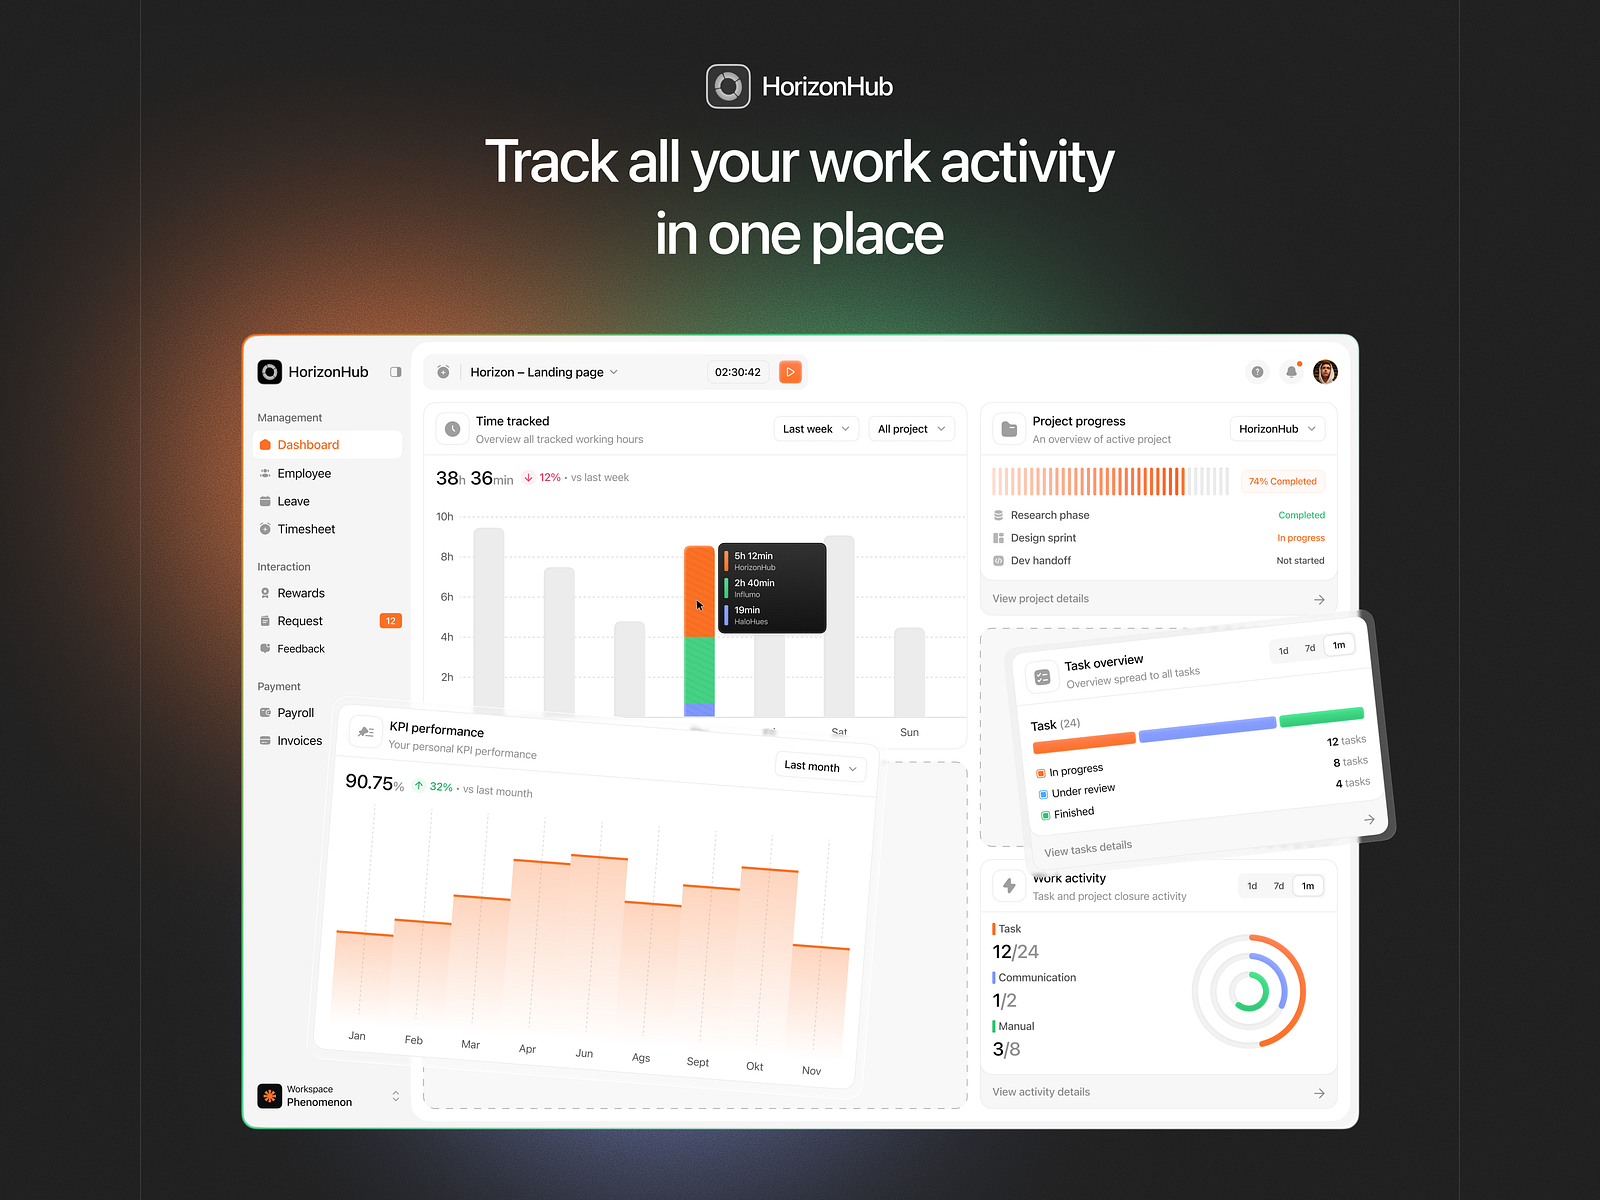 HorizonHub
Track all your work activity
in one place
HorizonHub
Management
Dashboard
Employee
Leave
Timesheet
Interaction
Rewards
Request 12
Feedback
Payment
Payroll
Invoices
Workspace
Phenomenon
Horizon – Landing page 02:30:42
Time tracked
Overview all tracked working hours
Last week All project
38h 36min 12% • vs last week
10h
8h
6h
4h
2h
5h 12min
HorizonHub
2h 40min
Influmo
19min
HaloHues
Sat Sun
KPI performance
Your personal KPI performance
Last month
90.75% 32% • vs last mounth
Jan Feb Mar Apr Jun Ags Sept Okt Nov
Project progress
An overview of active project
HorizonHub
74% Completed
Research phase Completed
Design sprint In progress
Dev handoff Not started
View project details
Task overview
Overview spread to all tasks
1d 7d 1m
Task (24)
In progress 12 tasks
Under review 8 tasks
Finished 4 tasks
View tasks details
Work activity
Task and project closure activity
1d 7d 1m
Task
12/24
Communication
1/2
Manual
3/8
View activity details